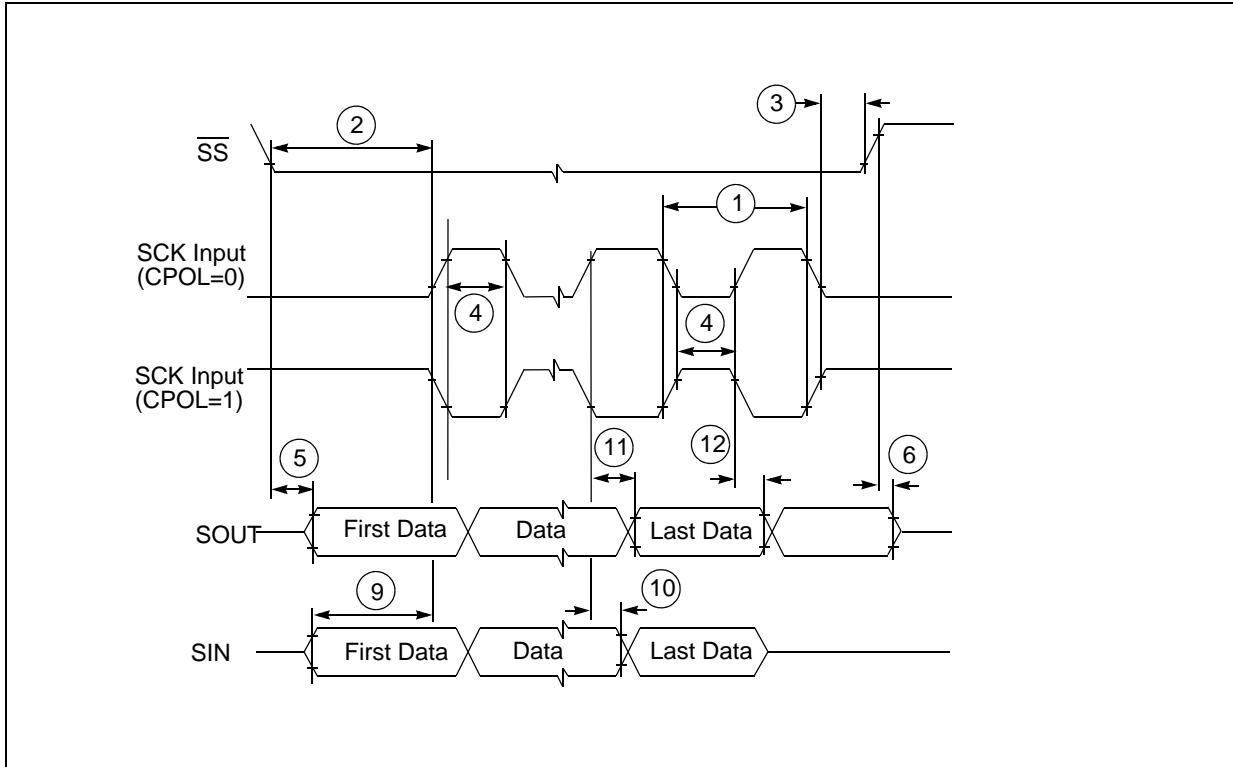 3
2
SS
1
SCK Input
(CPOL=0)
4
4
SCK Input
(CPOL=1)
11
12
5
6
SOUT
First Data
Data
Last Data
9
10
SIN
First Data
Data
Last Data